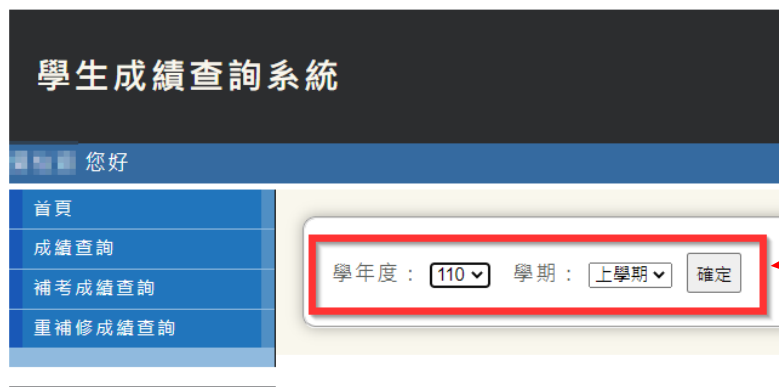 學生成績查詢系統
您好
首頁
成績查詢
補考成績查詢
重補修成績查詢
學年度： 110 學期： 上學期 確定